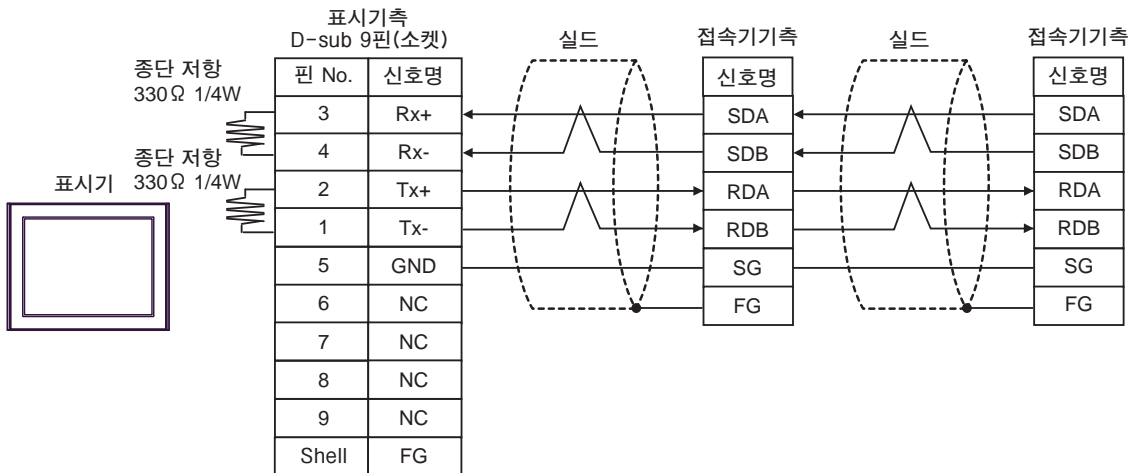 표시기측
D-sub 9핀(소켓)
실드
접속기기측
실드
접속기기측
종단 저항
330Ω 1/4W
종단 저항
330Ω 1/4W
표시기
핀 No. 신호명
3 Rx+
4 Rx-
2 Tx+
1 Tx-
5 GND
6 NC
7 NC
8 NC
9 NC
Shell FG
신호명
SDA
SDB
RDA
RDB
SG
FG
신호명
SDA
SDB
RDA
RDB
SG
FG